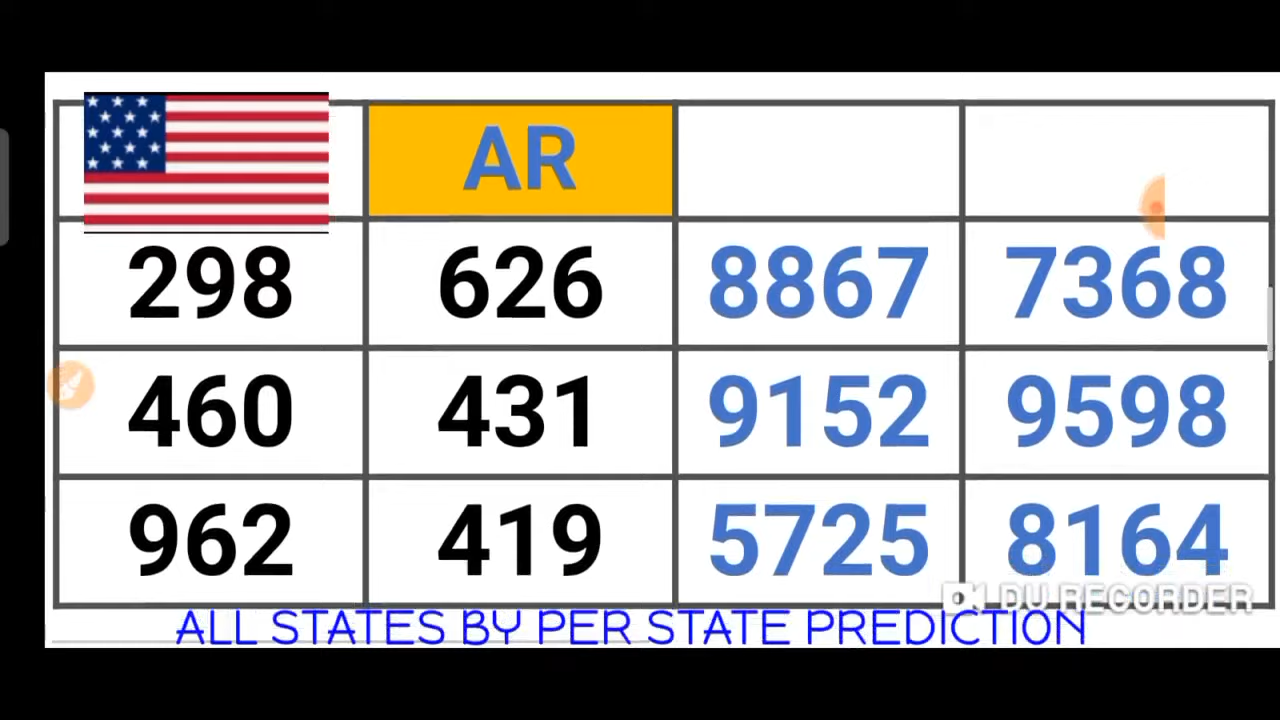 AR
298 626 8867 7368
460 431 9152 9598
962 419 5725 8164
DU RECORDER
ALL STATES BY PER STATE PREDICTION